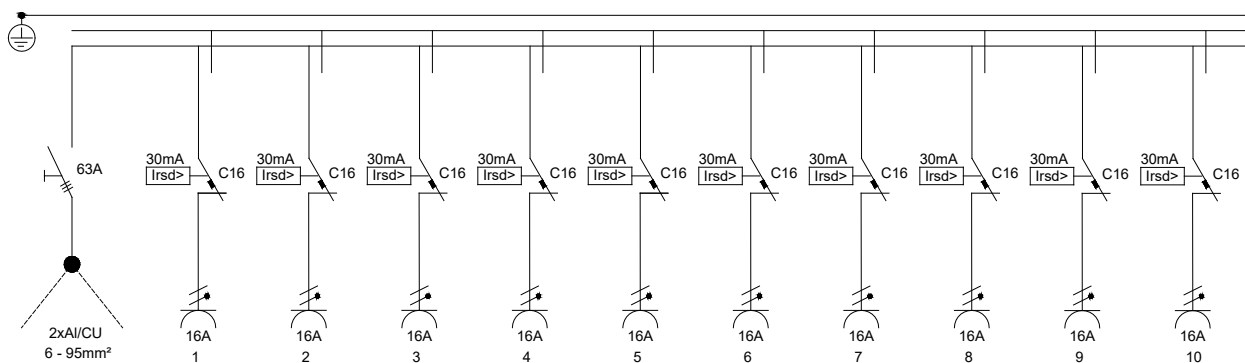 30mA 30mA 30mA 30mA 30mA 30mA 30mA 30mA 30mA 30mA
63A Irsd> C16 Irsd> C16 Irsd> C16 Irsd> C16 Irsd> C16 Irsd> C16 Irsd> C16 Irsd> C16 Irsd> C16 Irsd> C16
2xAl/CU 16A 16A 16A 16A 16A 16A 16A 16A 16A 16A
6 - 95mm² 1 2 3 4 5 6 7 8 9 10